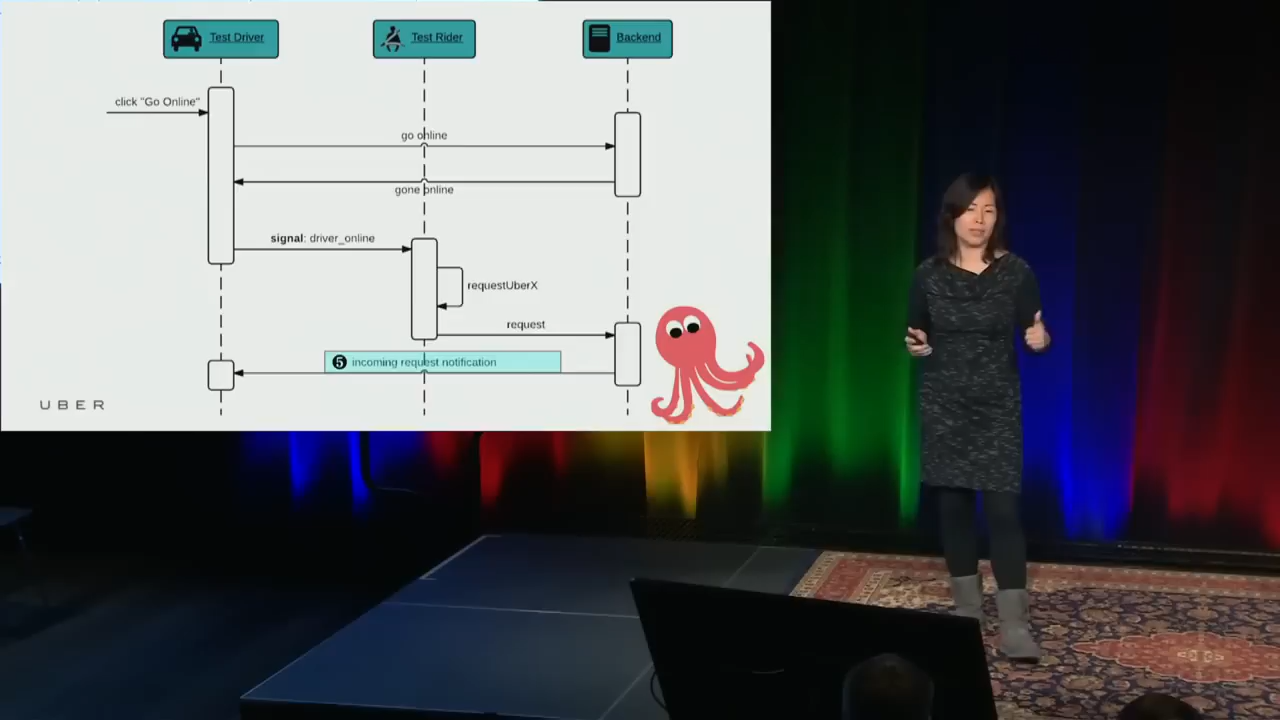 Test Driver
Test Rider
Backend
click "Go Online"
go online
gone online
signal: driver_online
requestUberX
request
5 incoming request notification
UBER